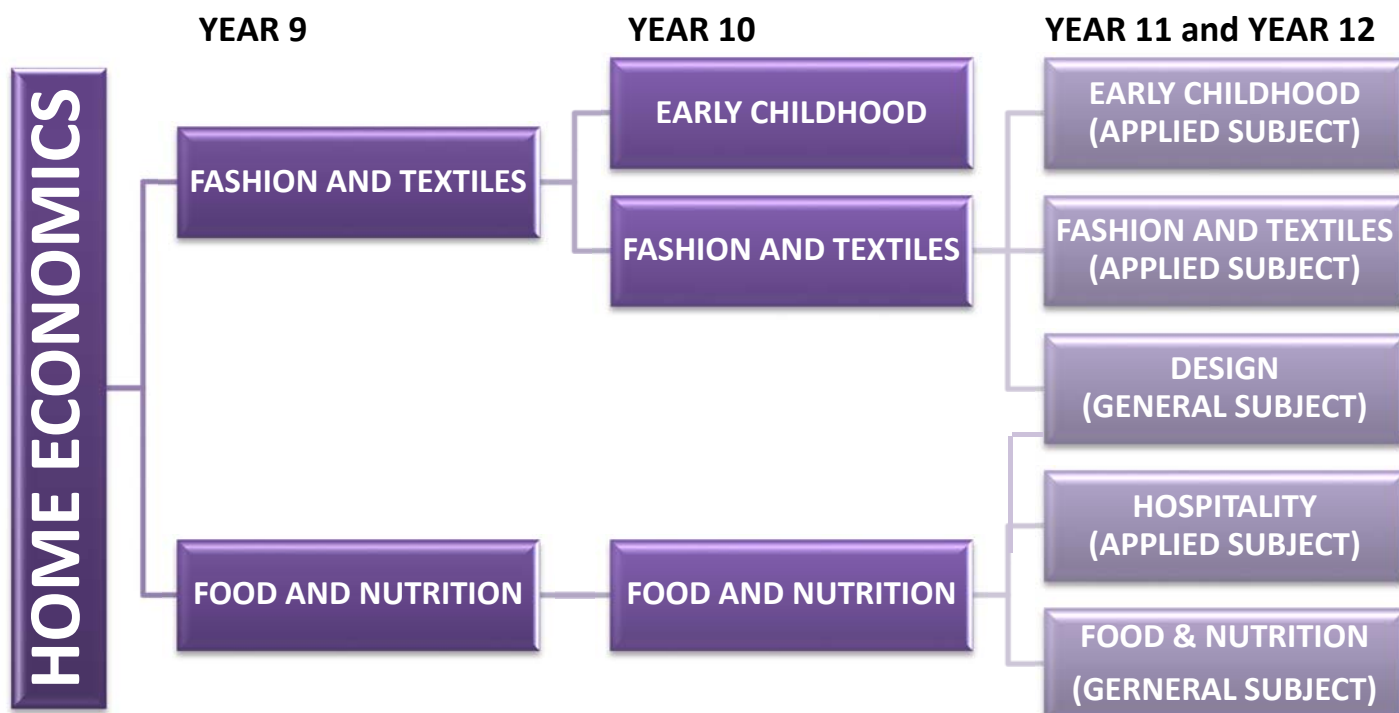 YEAR 9
YEAR 10
YEAR 11 and YEAR 12
HOME ECONOMICS
FASHION AND TEXTILES
FOOD AND NUTRITION
EARLY CHILDHOOD
FASHION AND TEXTILES
FOOD AND NUTRITION
EARLY CHILDHOOD
(APPLIED SUBJECT)
FASHION AND TEXTILES
(APPLIED SUBJECT)
DESIGN
(GENERAL SUBJECT)
HOSPITALITY
(APPLIED SUBJECT)
FOOD & NUTRITION
(GERNERAL SUBJECT)